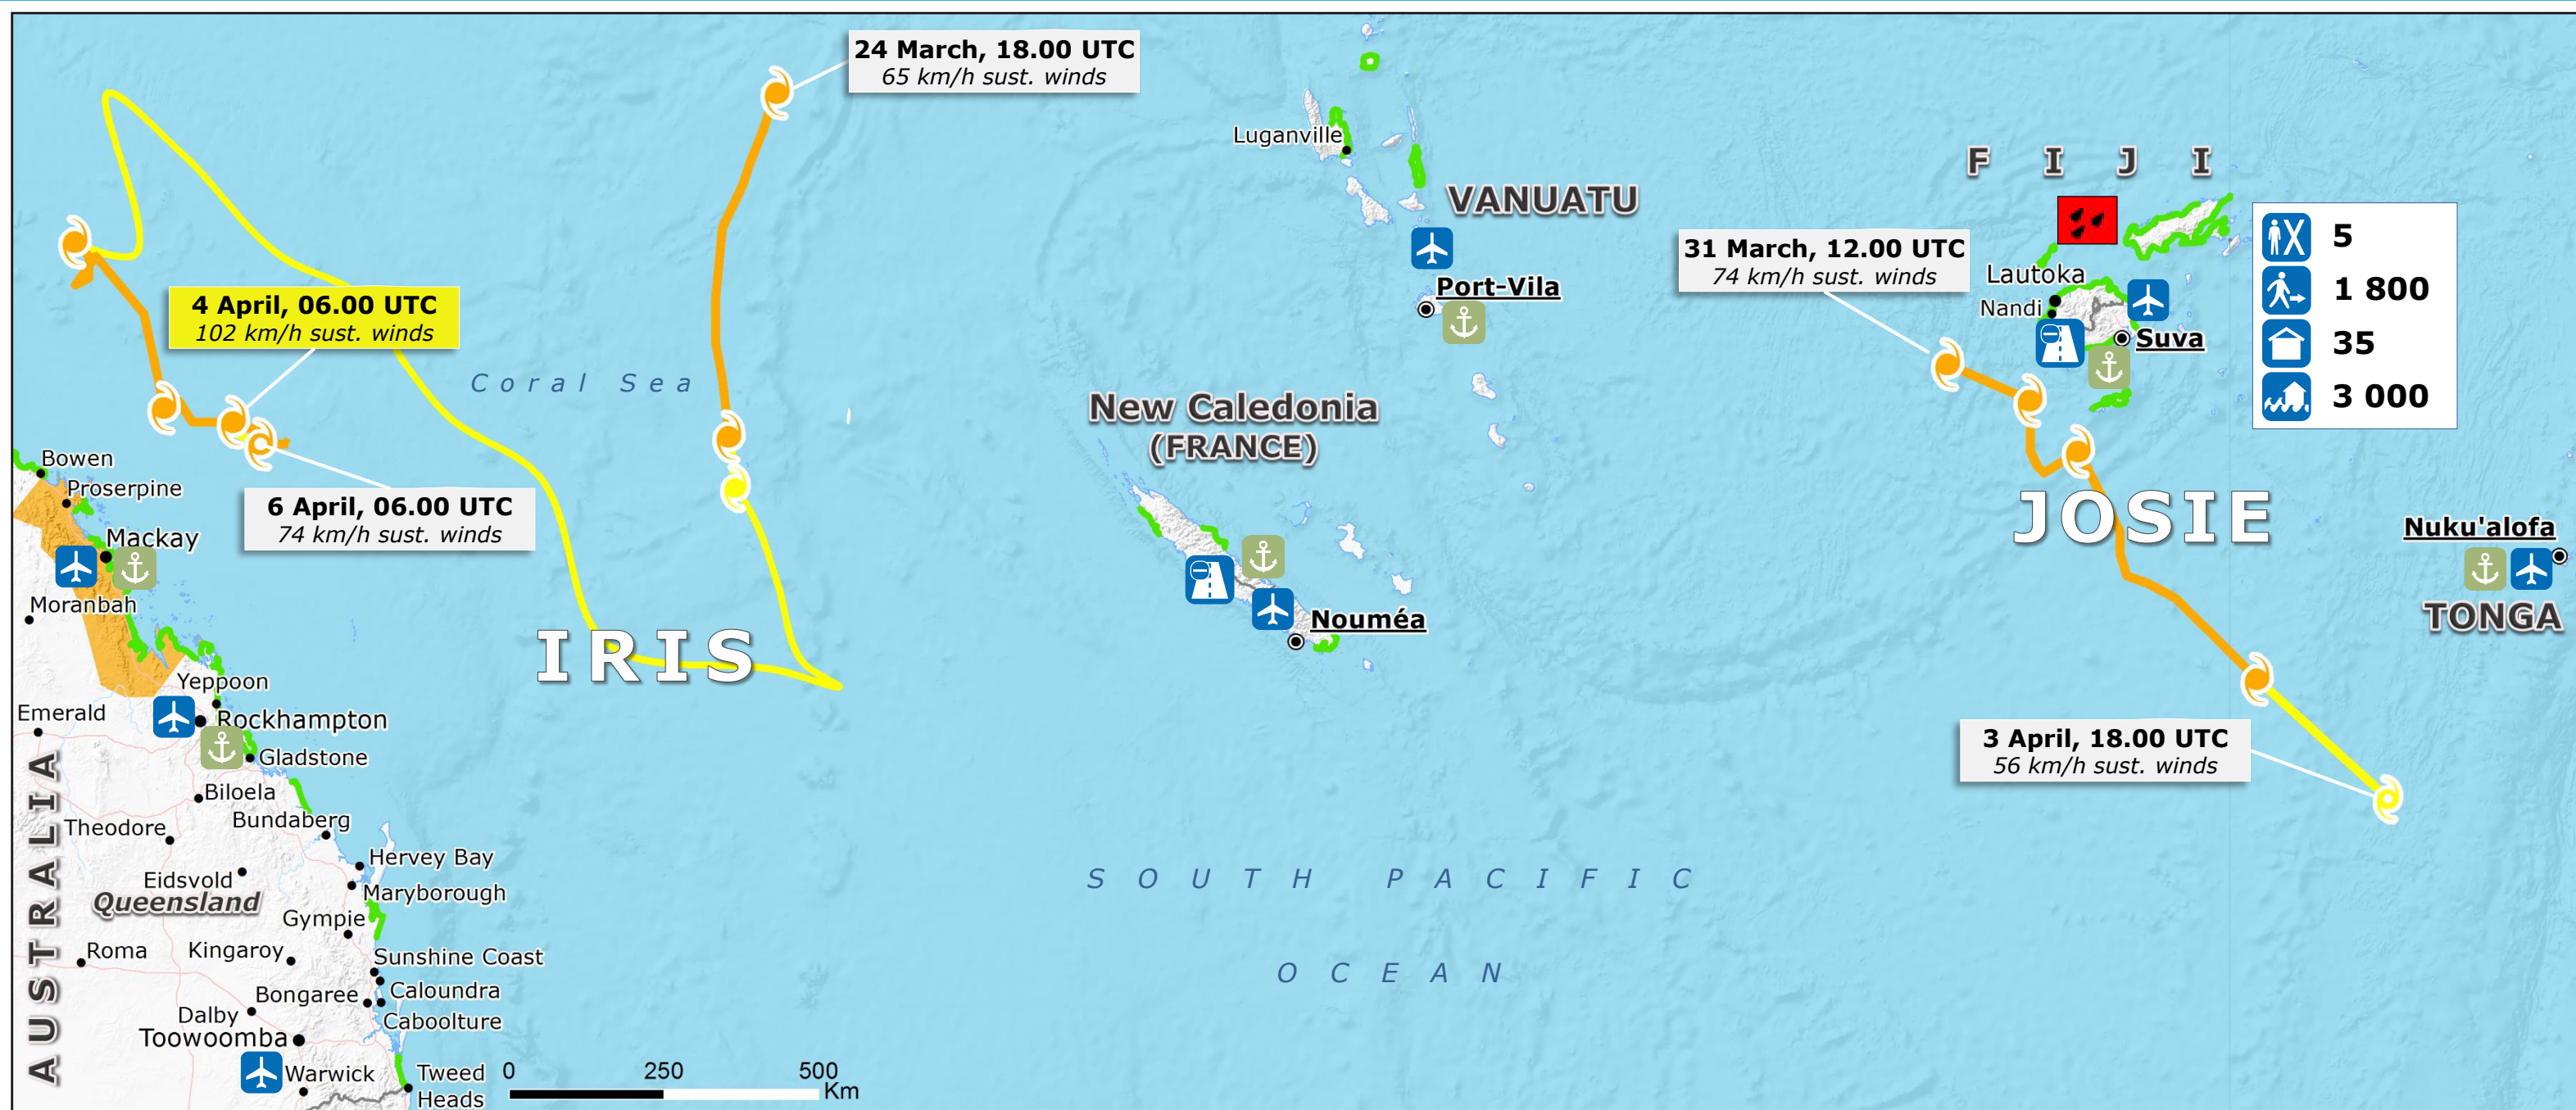 24 March, 18.00 UTC
65 km/h sust. winds
Luganville
VANUATU
F I J I
31 March, 12.00 UTC
74 km/h sust. winds
5
1 800
35
3 000
Lautoka
Nandi
Suva
Port-Vila
4 April, 06.00 UTC
102 km/h sust. winds
Coral Sea
New Caledonia
(FRANCE)
Bowen
Proserpine
6 April, 06.00 UTC
74 km/h sust. winds
JOSIE
Nuku'alofa
TONGA
Mackay
Moranbah
Nouméa
IRIS
Yeppoon
Emerald
Rockhampton
Gladstone
3 April, 18.00 UTC
56 km/h sust. winds
AUSTRALIA
Biloela
Theodore
Bundaberg
Hervey Bay
Eidsvold
Maryborough
Queensland
Gympie
SOUTH PACIFIC
OCEAN
Roma
Kingaroy
Sunshine Coast
Bongaree
Caloundra
Dalby
Caboolture
Toowoomba
Warwick
Tweed
Heads
0 250 500
Km